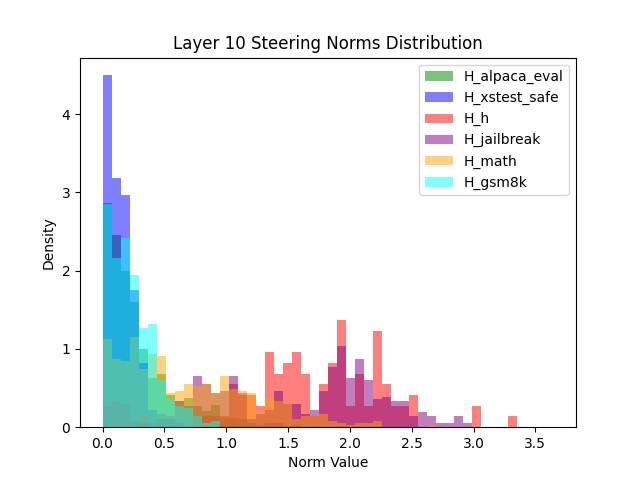 Layer 10 Steering Norms Distribution
H_alpaca_eval
H_xstest_safe
H_h
H_jailbreak
H_math
H_gsm8k
Density
4
3
2
1
0
0.0 0.5 1.0 1.5 2.0 2.5 3.0 3.5
Norm Value